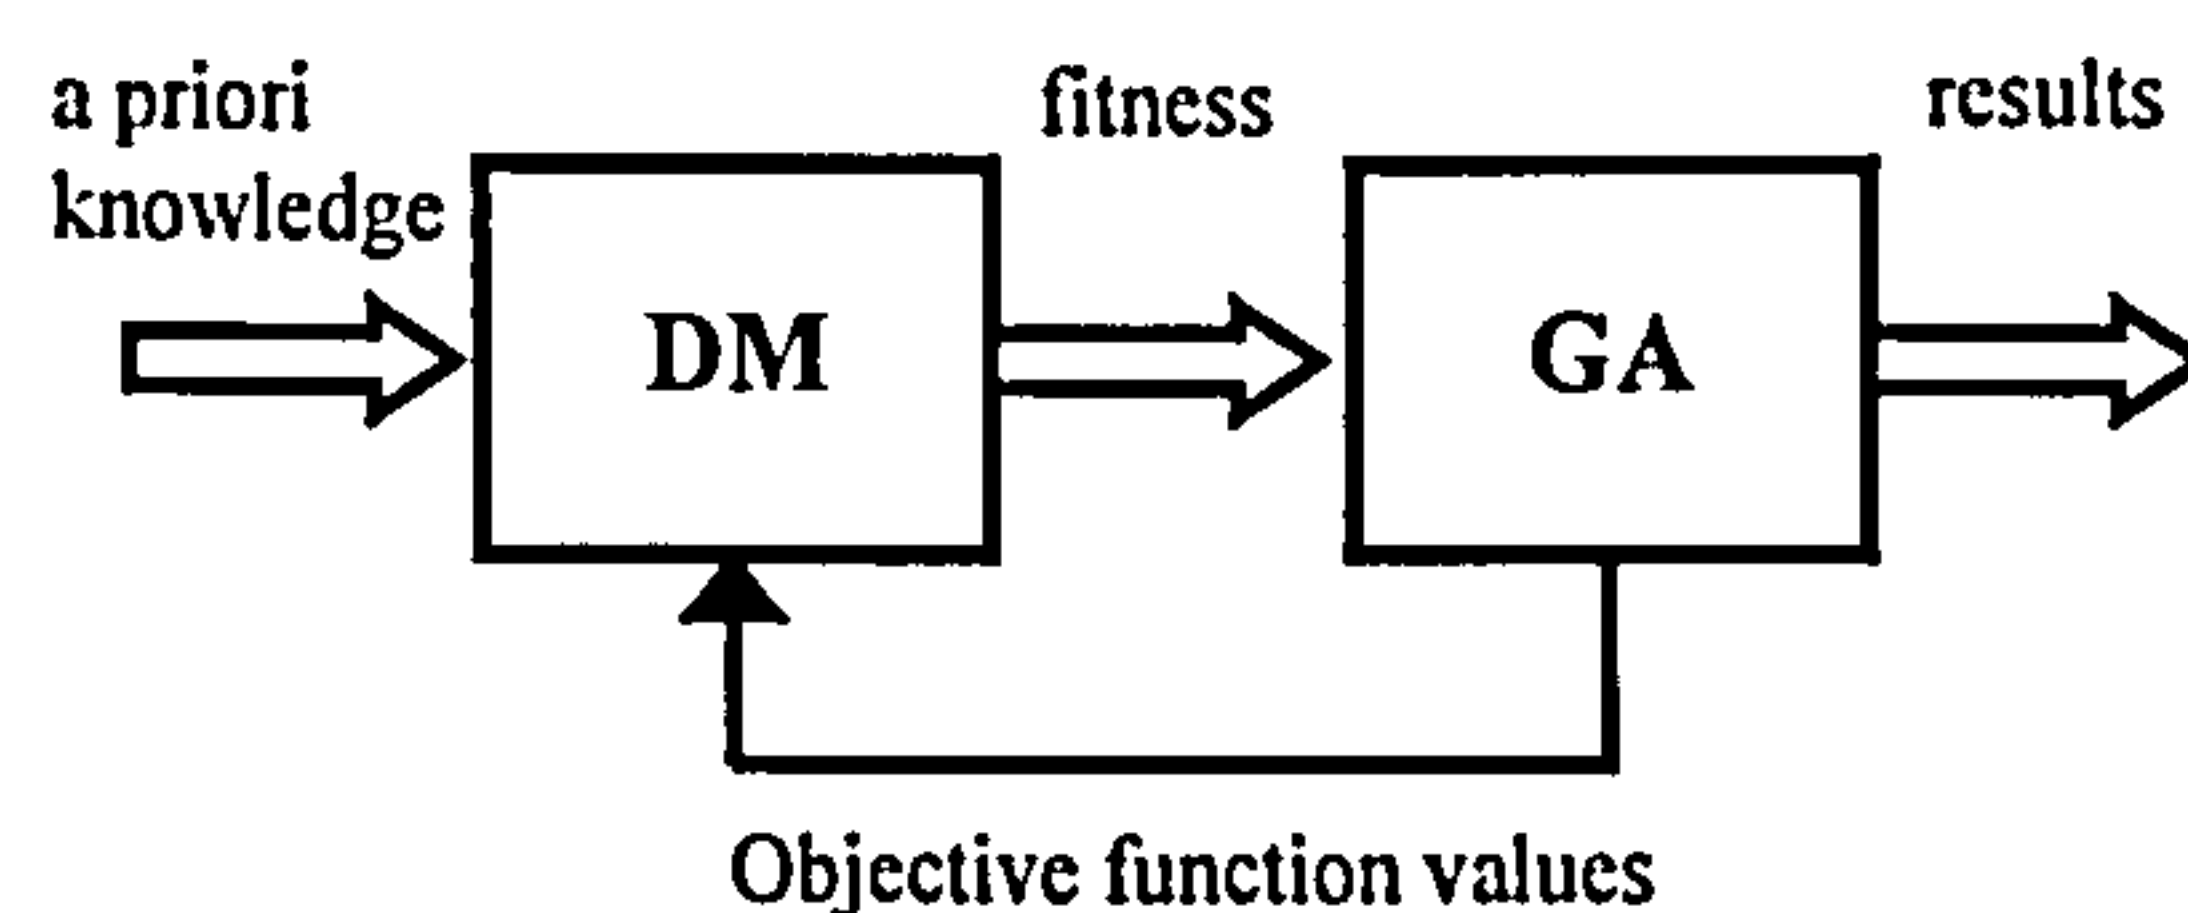 a priori
knowledge
fitness
results
DM
GA
Objective function values